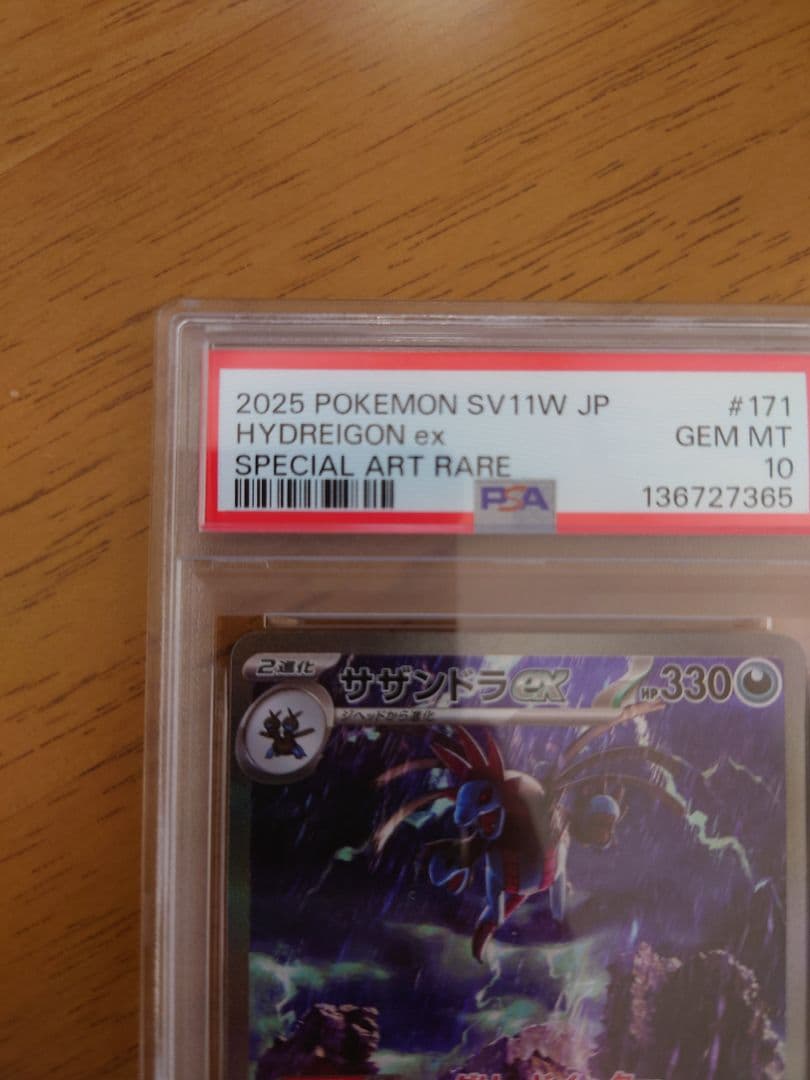 2025 POKEMON SV11W JP #171
HYDREIGON ex GEM MT
SPECIAL ART RARE 10
PSA 136727365
2進化 サザンドラex HP330
ジヘッドから進化